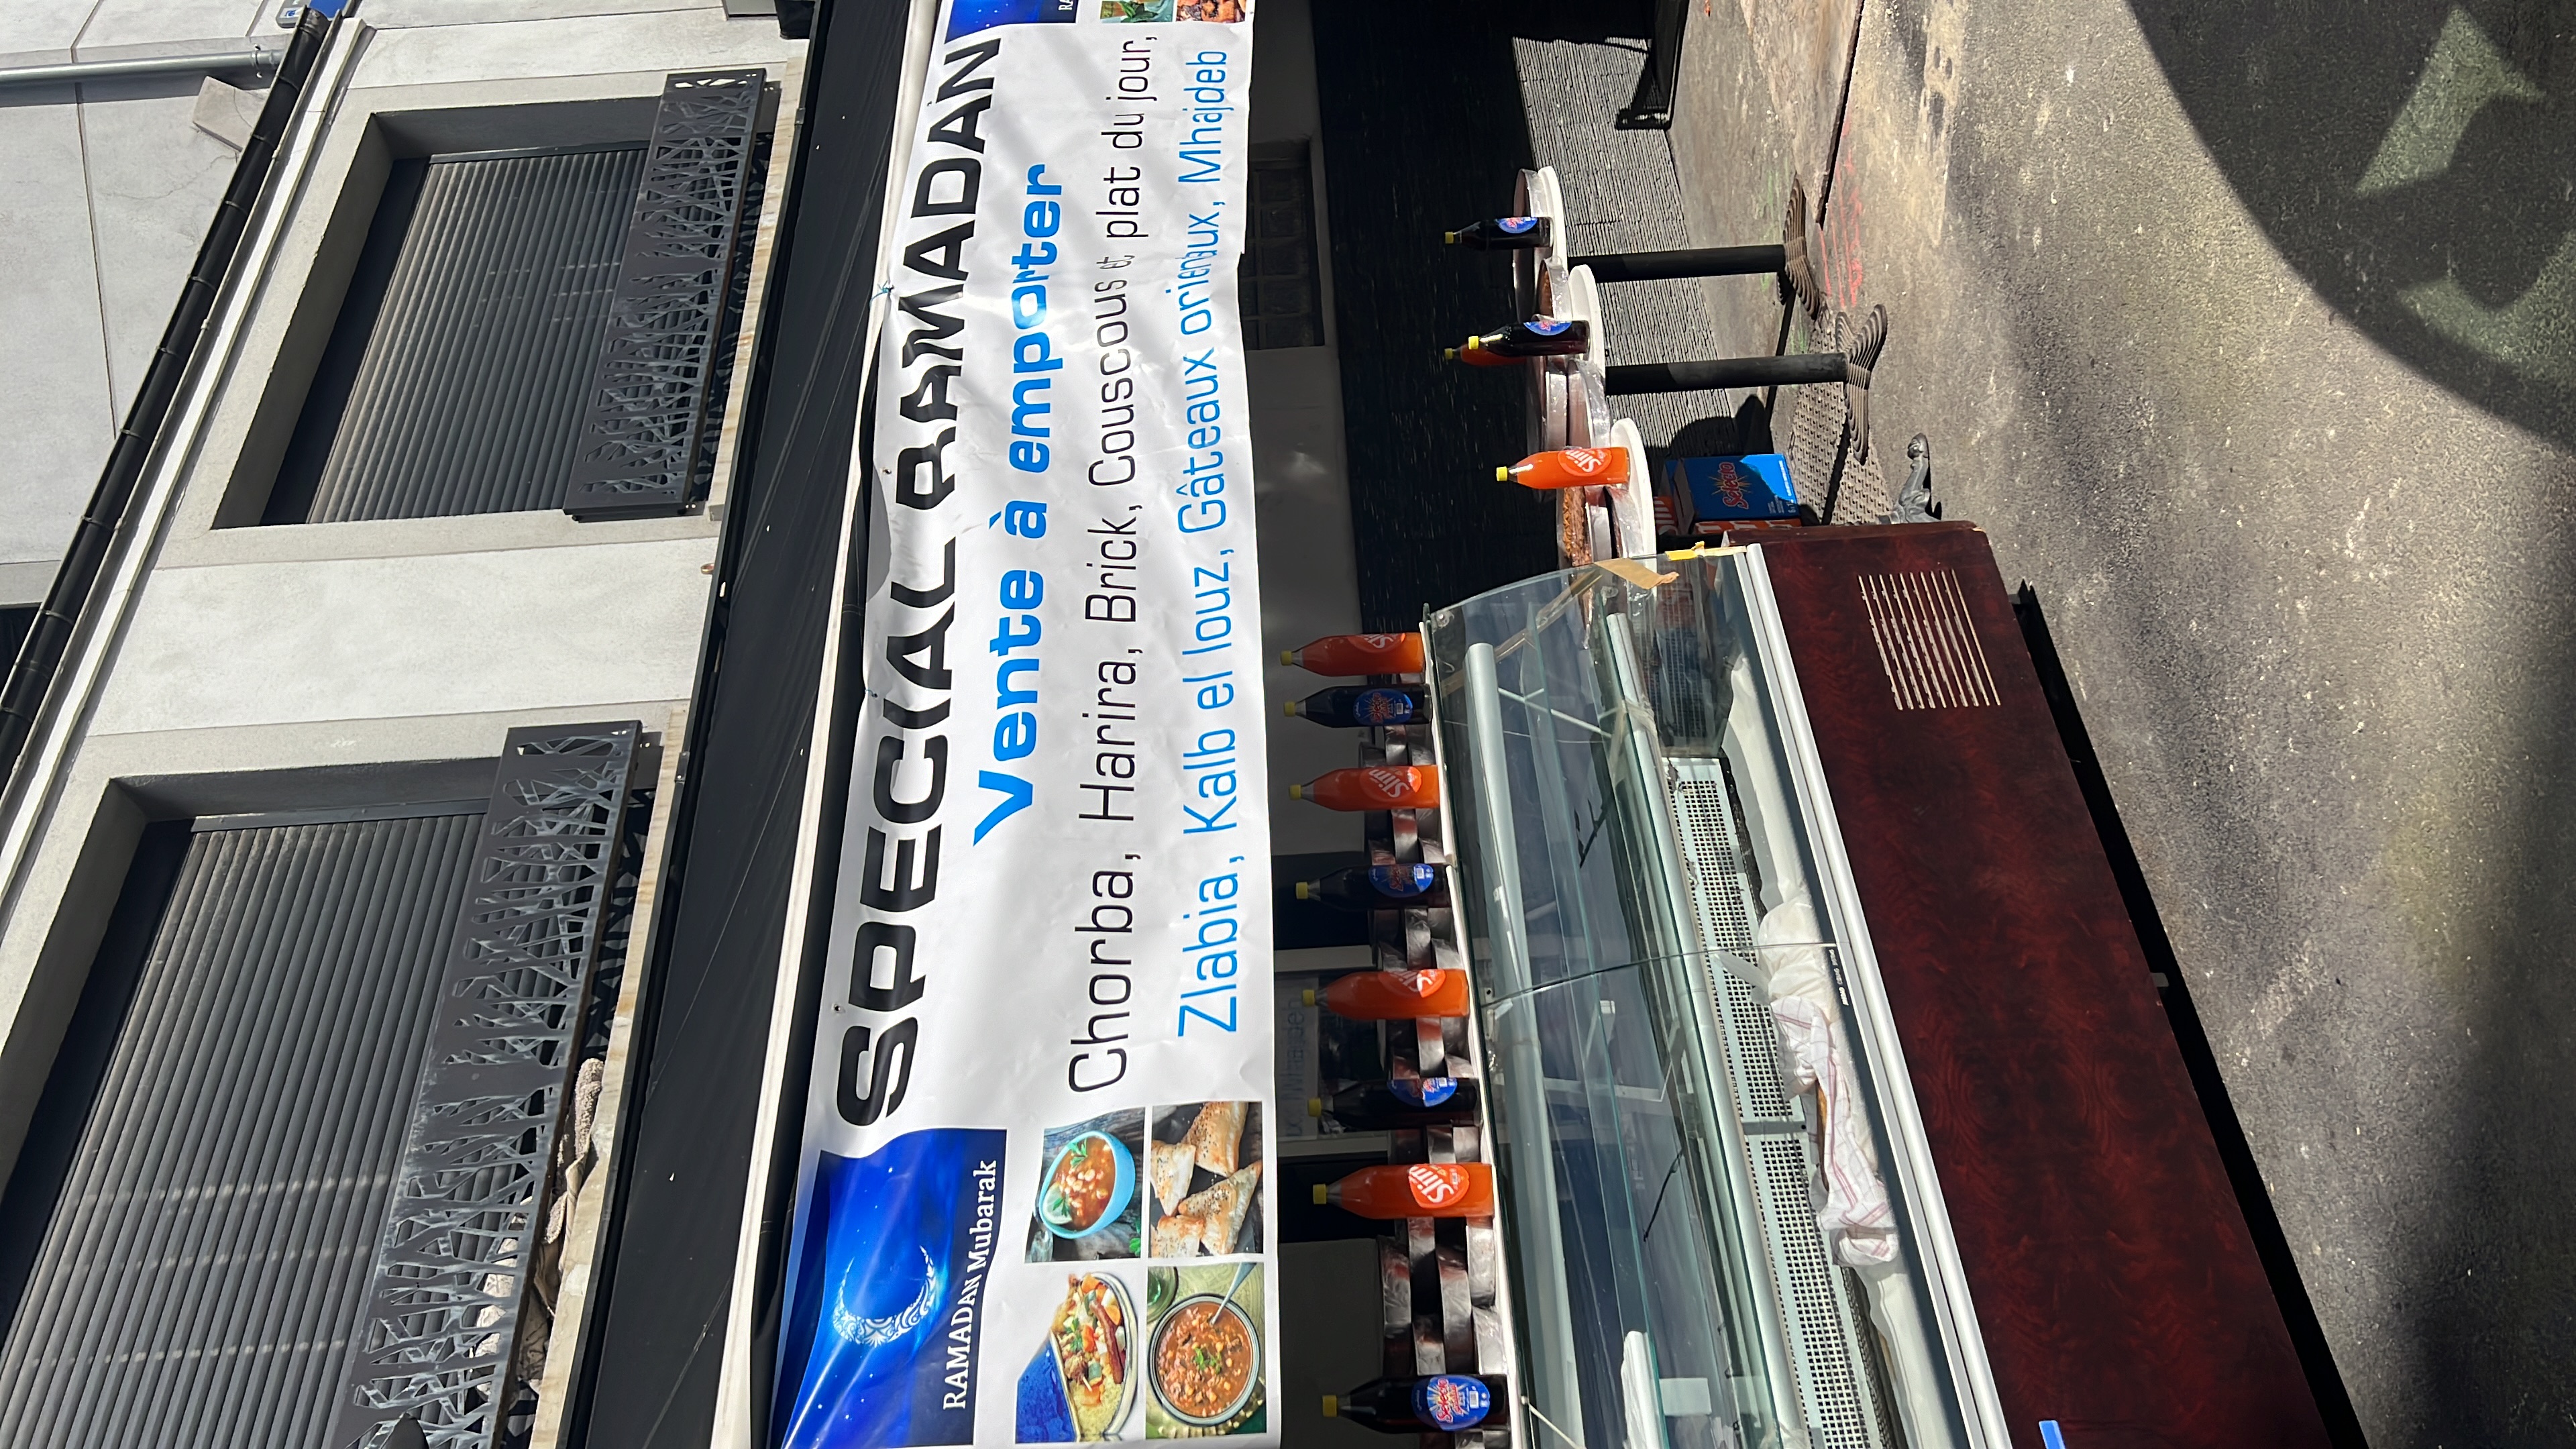 SPECIAL RAMADAN
RAMADAN Mubarak
Vente à emporter
Chorba, Harira, Brick, Couscous et plat du jour,
Zlabia, Kalb el louz, Gâteaux orientaux, Mhajdeb
Selecto
Slim
Slim
Slim
Slim
Slim
Selecto